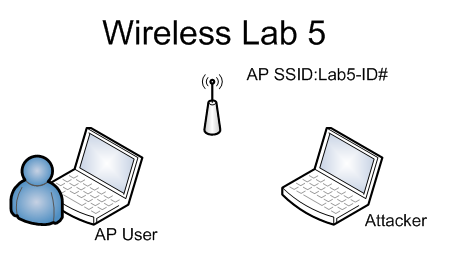 Wireless Lab 5
AP SSID:Lab5-ID#
AP User
Attacker